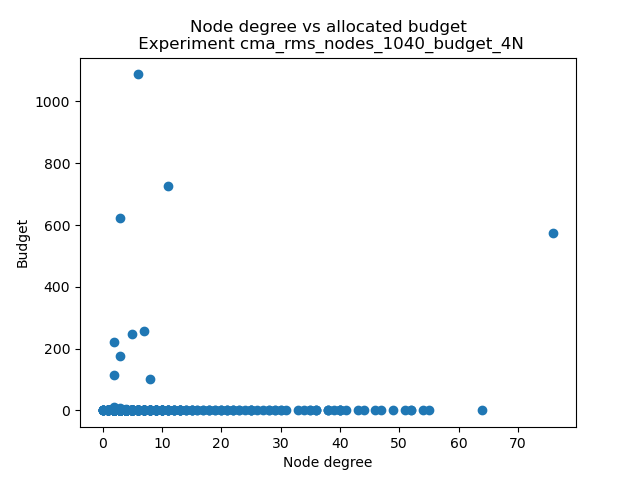 Node degree vs allocated budget
Experiment cma_rms_nodes_1040_budget_4N
1000
800
600
400
200
0
Budget
0 10 20 30 40 50 60 70
Node degree